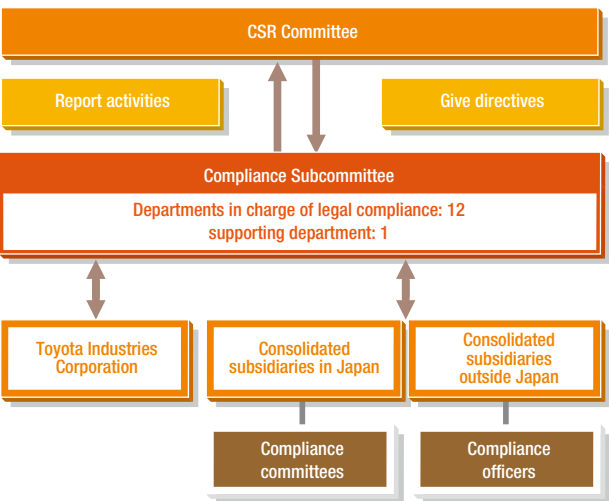 CSR Committee
Report activities
Give directives
Compliance Subcommittee
Departments in charge of legal compliance: 12
supporting department: 1
Toyota Industries
Corporation
Consolidated
subsidiaries in Japan
Consolidated
subsidiaries
outside Japan
Compliance
committees
Compliance
officers